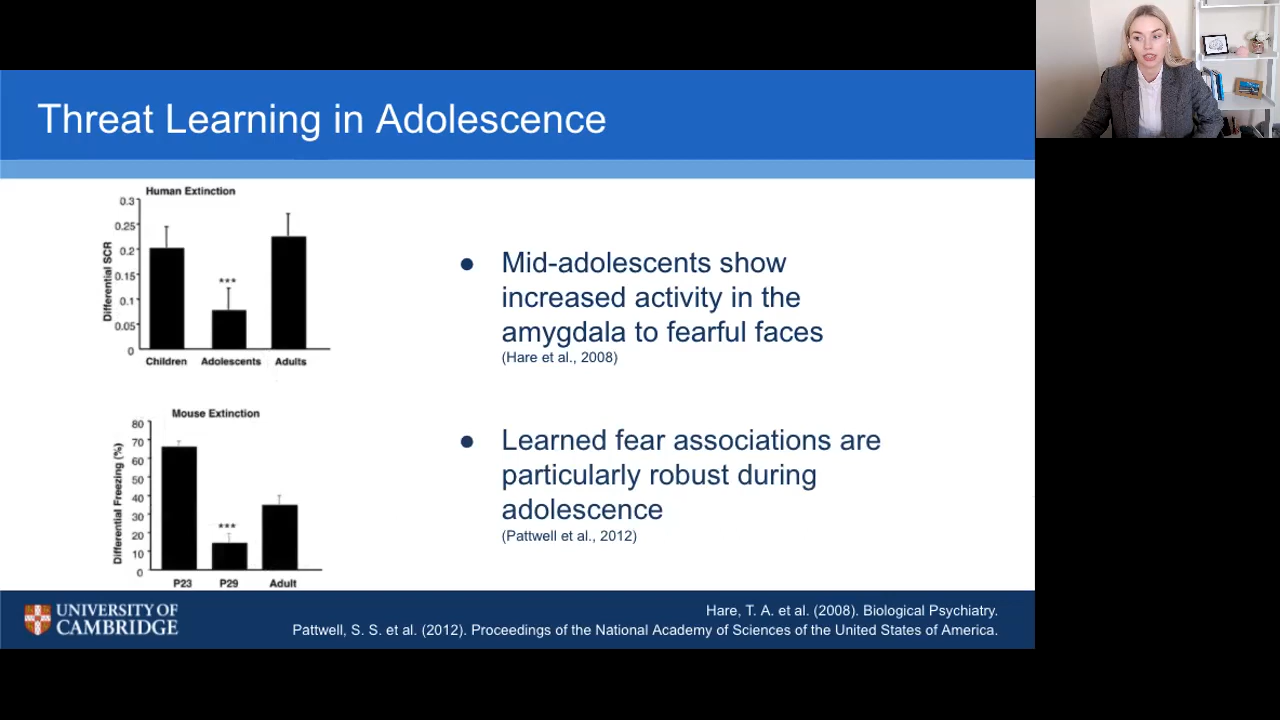 Threat Learning in Adolescence
Human Extinction
Differential SCR
0.3
0.25
0.2
0.15
0.1
0.05
0
***
Children Adolescents Adults
Mouse Extinction
Differential Freezing (%)
80
70
60
50
40
30
20
10
0
***
P23 P29 Adult
● Mid-adolescents show
increased activity in the
amygdala to fearful faces
(Hare et al., 2008)
● Learned fear associations are
particularly robust during
adolescence
(Pattwell et al., 2012)
UNIVERSITY OF
CAMBRIDGE
Hare, T. A. et al. (2008). Biological Psychiatry.
Pattwell, S. S. et al. (2012). Proceedings of the National Academy of Sciences of the United States of America.